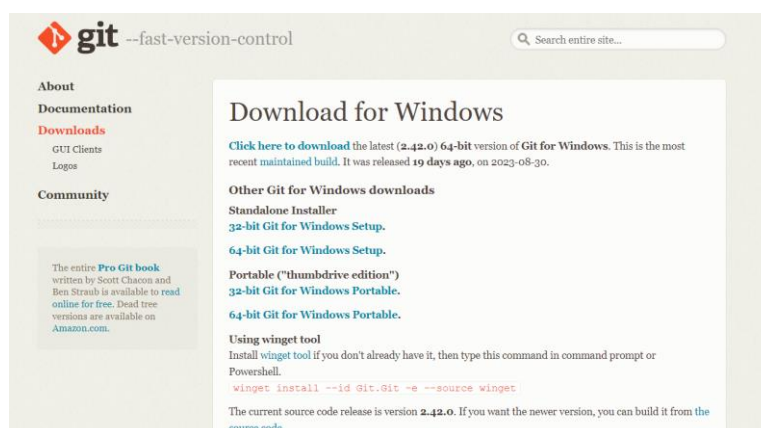 git --fast-version-control
Search entire site...
About
Documentation
Downloads
GUI Clients
Logos
Community
The entire Pro Git book
written by Scott Chacon and
Ben Straub is available to read
online for free. Dead tree
versions are available on
Amazon.com.
Download for Windows
Click here to download the latest (2.42.0) 64-bit version of Git for Windows. This is the most
recent maintained build. It was released 19 days ago, on 2023-08-30.
Other Git for Windows downloads
Standalone Installer
32-bit Git for Windows Setup.
64-bit Git for Windows Setup.
Portable ("thumbdrive edition")
32-bit Git for Windows Portable.
64-bit Git for Windows Portable.
Using winget tool
Install winget tool if you don't already have it, then type this command in command prompt or
Powershell.
winget install --id Git.Git -e --source winget
The current source code release is version 2.42.0. If you want the newer version, you can build it from the
source code.